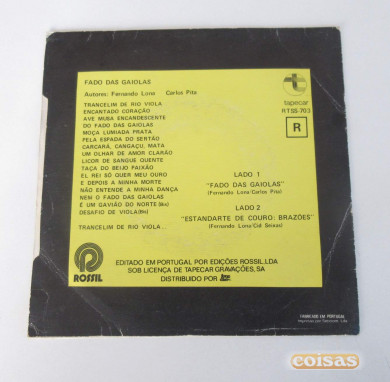 FADO DAS GAIOLAS
Autores: Fernando Lona Carlos Pita
TRANCELIM DE RIO VIOLA
ENCANTADO CORAÇÃO
AVE MUSA ENCANDESCENTE
DO FADO DAS GAIOLAS
MOÇA LUMIADA PRATA
PELA ESPADA DO SERTÃO
CARCARÁ, CANGAÇU, MATA
UM OLHAR DE AMOR CLARÃO
LICOR DE SANGUE QUENTE
TAÇA DO BEIJO PAIXÃO
EL REI SÓ QUER MEU OURO
E DEPOIS A MINHA MORTE
NÃO ENTENDE A MINHA DANÇA
NEM O FADO DAS GAIOLAS
E UM GAVIÃO DO NORTE (Bis)
DESAFIO DE VIOLA (Bis)
TRANCELIM DE RIO VIOLA...
tapecar
RTSS-703
R
LADO 1
"FADO DAS GAIOLAS"
(Fernando Lona/Carlos Pita)
LADO 2
"ESTANDARTE DE COURO: BRAZÕES"
(Fernando Lona/Cid Seixas)
ROSSIL
EDITADO EM PORTUGAL POR EDIÇÕES ROSSIL, LDA
SOB LICENÇA DE TAPECAR GRAVAÇÕES, SA
DISTRIBUIDO POR
FABRICADO EM PORTUGAL
coisas